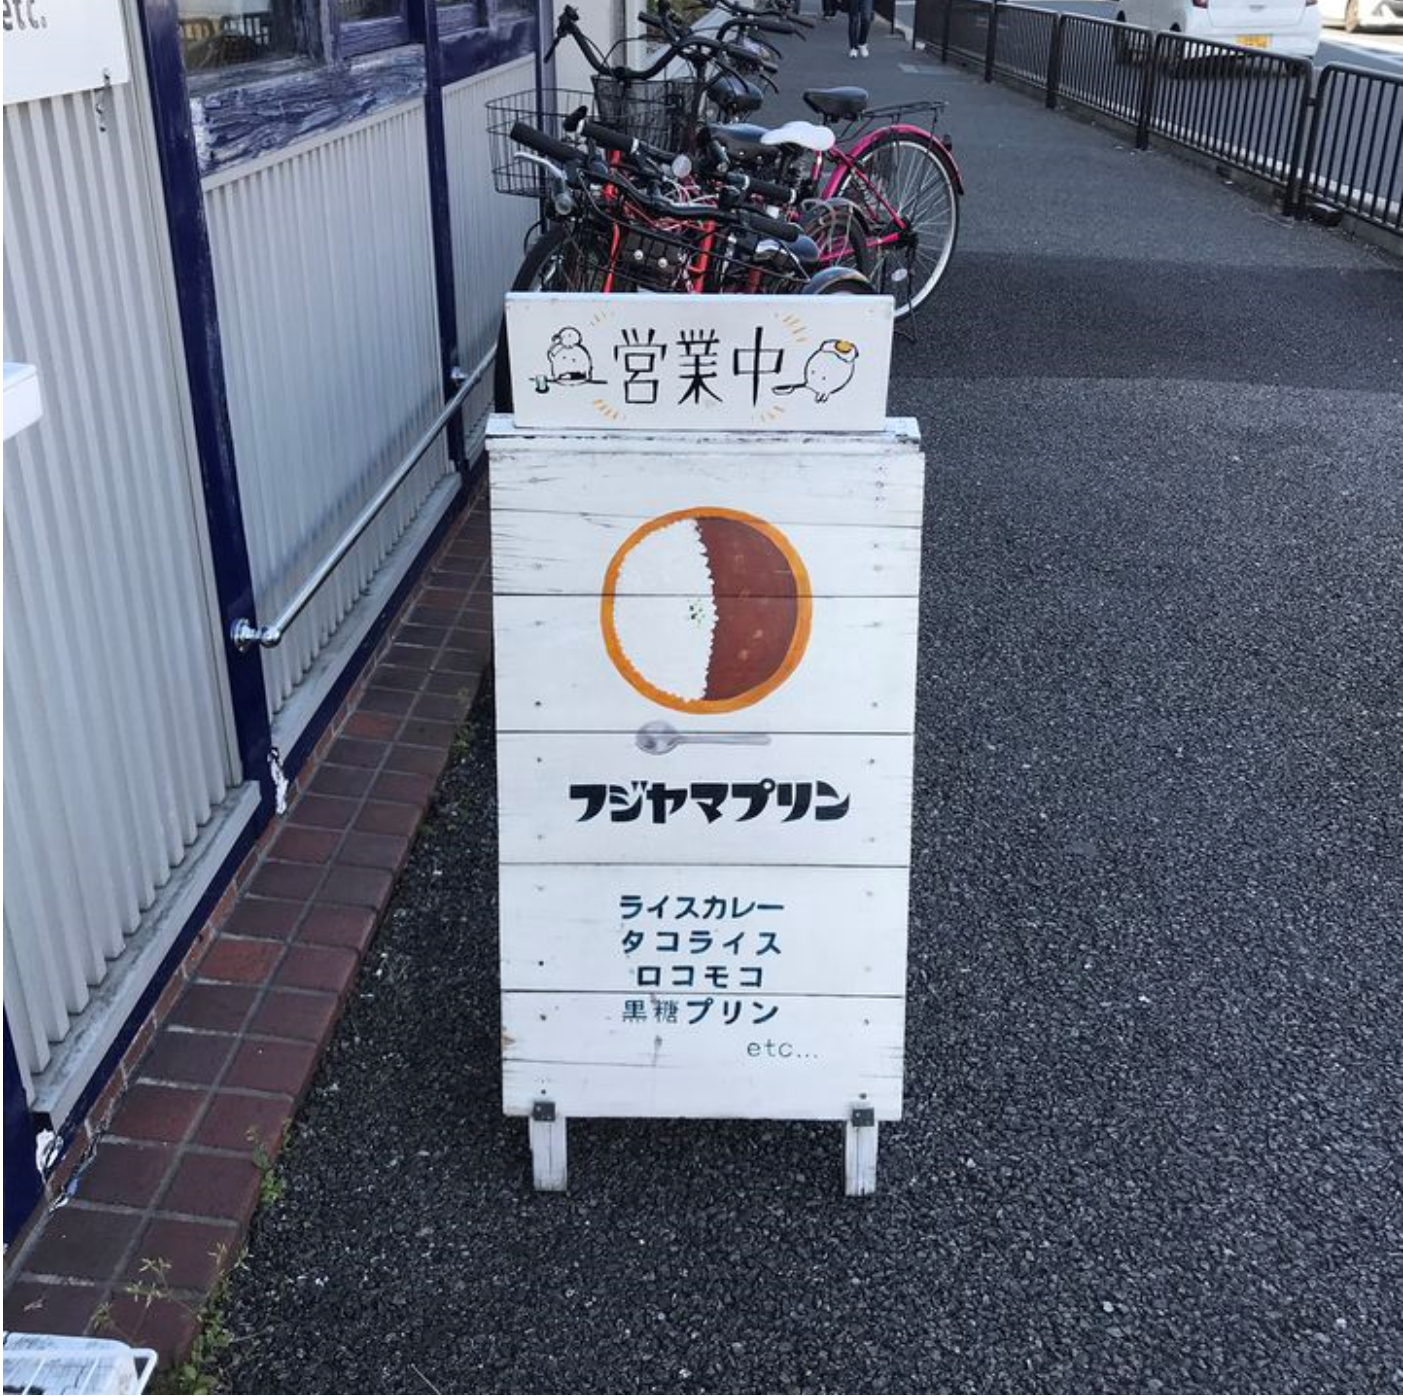 etc.
営業中
フジヤマプリン
ライスカレー
タコライス
ロコモコ
黒糖プリン
etc...